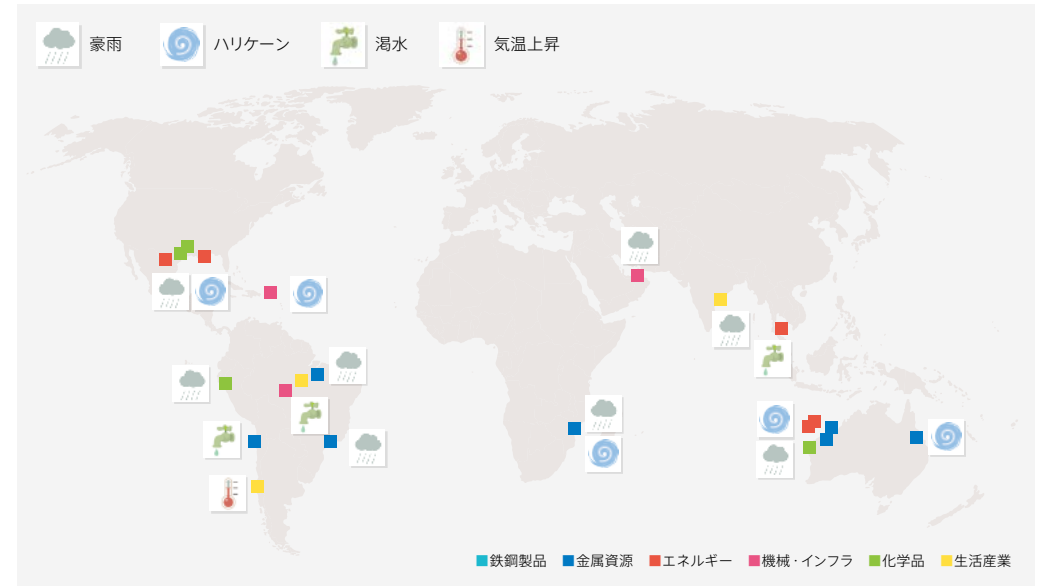 豪雨 ハリケーン 渇水 気温上昇
鉄鋼製品 金属資源 エネルギー 機械・インフラ 化学品 生活産業